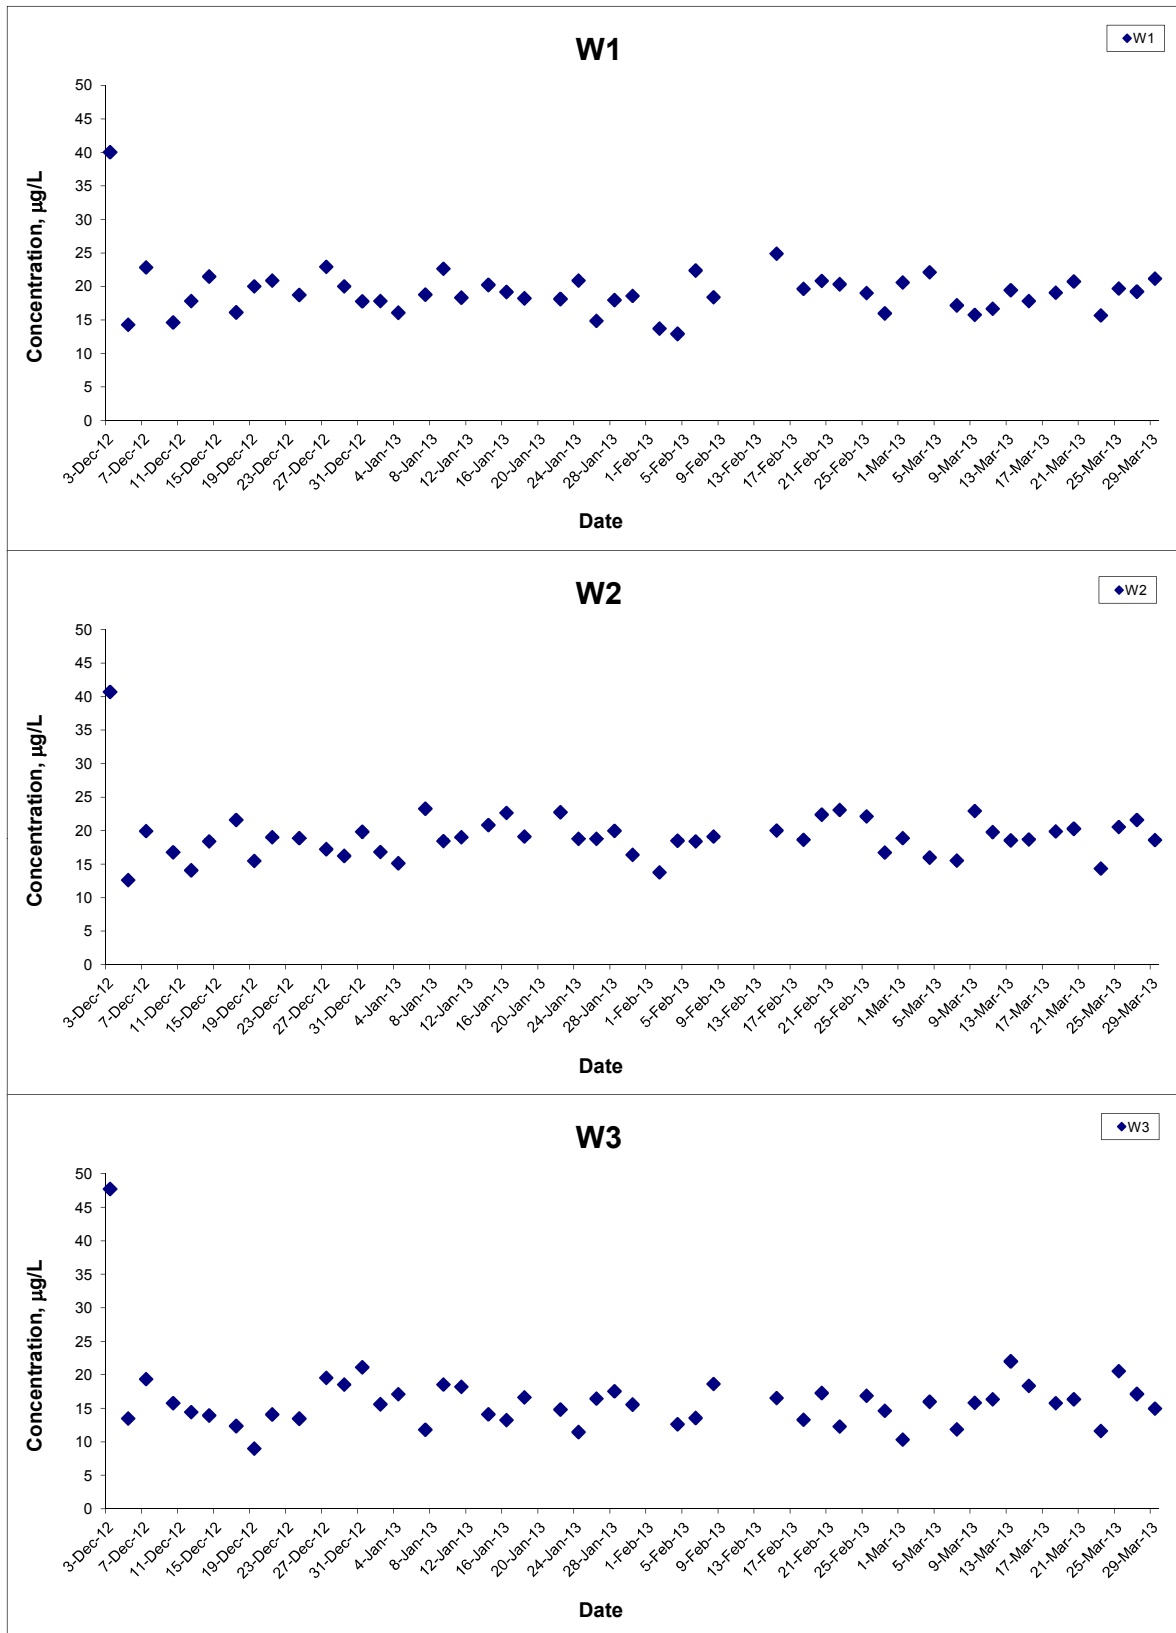 W1
W1
Concentration, µg/L
50
45
40
35
30
25
20
15
10
5
0
3-Dec-12
7-Dec-12
11-Dec-12
15-Dec-12
19-Dec-12
23-Dec-12
27-Dec-12
31-Dec-12
4-Jan-13
8-Jan-13
12-Jan-13
16-Jan-13
20-Jan-13
24-Jan-13
28-Jan-13
1-Feb-13
5-Feb-13
9-Feb-13
13-Feb-13
17-Feb-13
21-Feb-13
25-Feb-13
1-Mar-13
5-Mar-13
9-Mar-13
13-Mar-13
17-Mar-13
21-Mar-13
25-Mar-13
29-Mar-13
Date
W2
W2
Concentration, µg/L
50
45
40
35
30
25
20
15
10
5
0
3-Dec-12
7-Dec-12
11-Dec-12
15-Dec-12
19-Dec-12
23-Dec-12
27-Dec-12
31-Dec-12
4-Jan-13
8-Jan-13
12-Jan-13
16-Jan-13
20-Jan-13
24-Jan-13
28-Jan-13
1-Feb-13
5-Feb-13
9-Feb-13
13-Feb-13
17-Feb-13
21-Feb-13
25-Feb-13
1-Mar-13
5-Mar-13
9-Mar-13
13-Mar-13
17-Mar-13
21-Mar-13
25-Mar-13
29-Mar-13
Date
W3
W3
Concentration, µg/L
50
45
40
35
30
25
20
15
10
5
0
3-Dec-12
7-Dec-12
11-Dec-12
15-Dec-12
19-Dec-12
23-Dec-12
27-Dec-12
31-Dec-12
4-Jan-13
8-Jan-13
12-Jan-13
16-Jan-13
20-Jan-13
24-Jan-13
28-Jan-13
1-Feb-13
5-Feb-13
9-Feb-13
13-Feb-13
17-Feb-13
21-Feb-13
25-Feb-13
1-Mar-13
5-Mar-13
9-Mar-13
13-Mar-13
17-Mar-13
21-Mar-13
25-Mar-13
29-Mar-13
Date